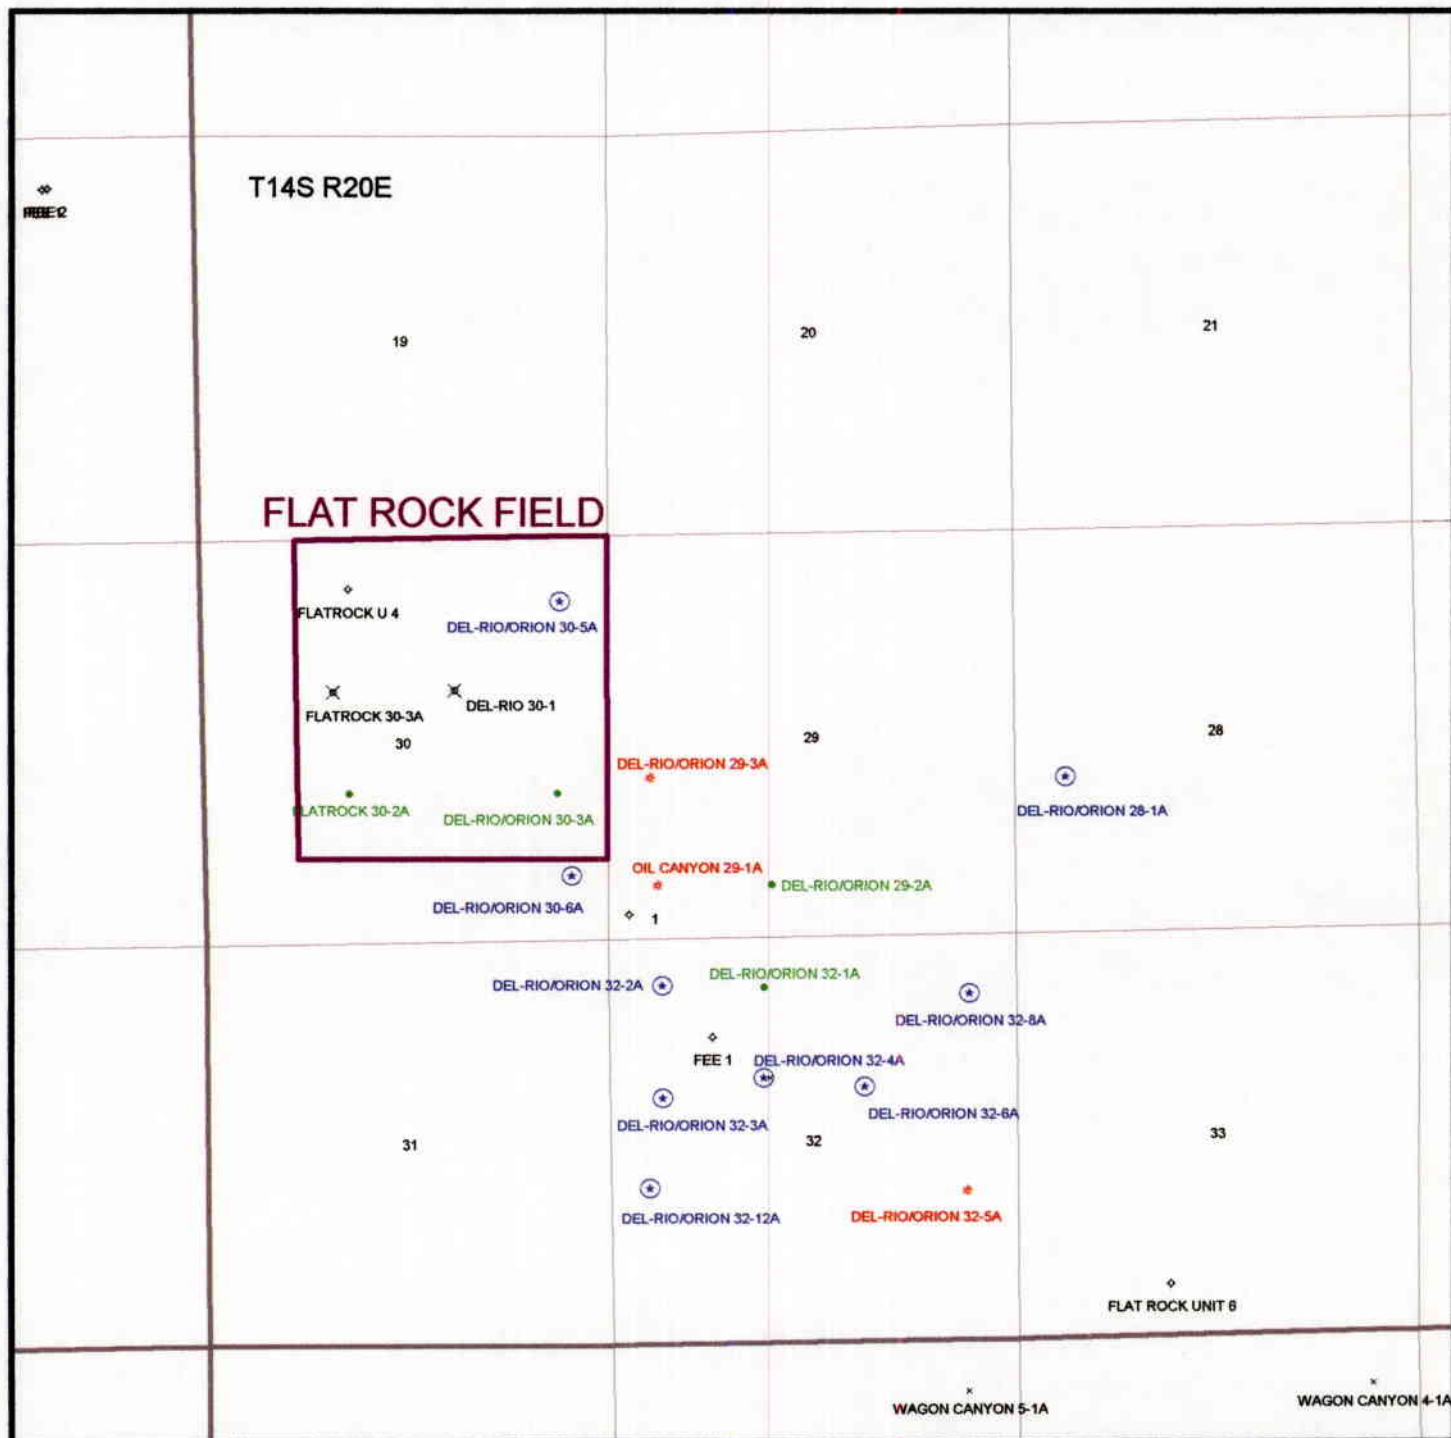 T14S R20E
19
20
21
FLAT ROCK FIELD
FLATROCK U 4
DEL-RIO/ORION 30-5A
DEL-RIO 30-1
FLATROCK 30-3A
30
29
28
DEL-RIO/ORION 29-3A
DEL-RIO/ORION 28-1A
FLATROCK 30-2A
DEL-RIO/ORION 30-3A
OIL CANYON 29-1A
DEL-RIO/ORION 29-2A
DEL-RIO/ORION 30-6A
1
DEL-RIO/ORION 32-1A
DEL-RIO/ORION 32-2A
DEL-RIO/ORION 32-8A
FEE 1
DEL-RIO/ORION 32-4A
DEL-RIO/ORION 32-6A
DEL-RIO/ORION 32-3A
31
32
33
DEL-RIO/ORION 32-12A
DEL-RIO/ORION 32-5A
FLAT ROCK UNIT 6
WAGON CANYON 5-1A
WAGON CANYON 4-1A